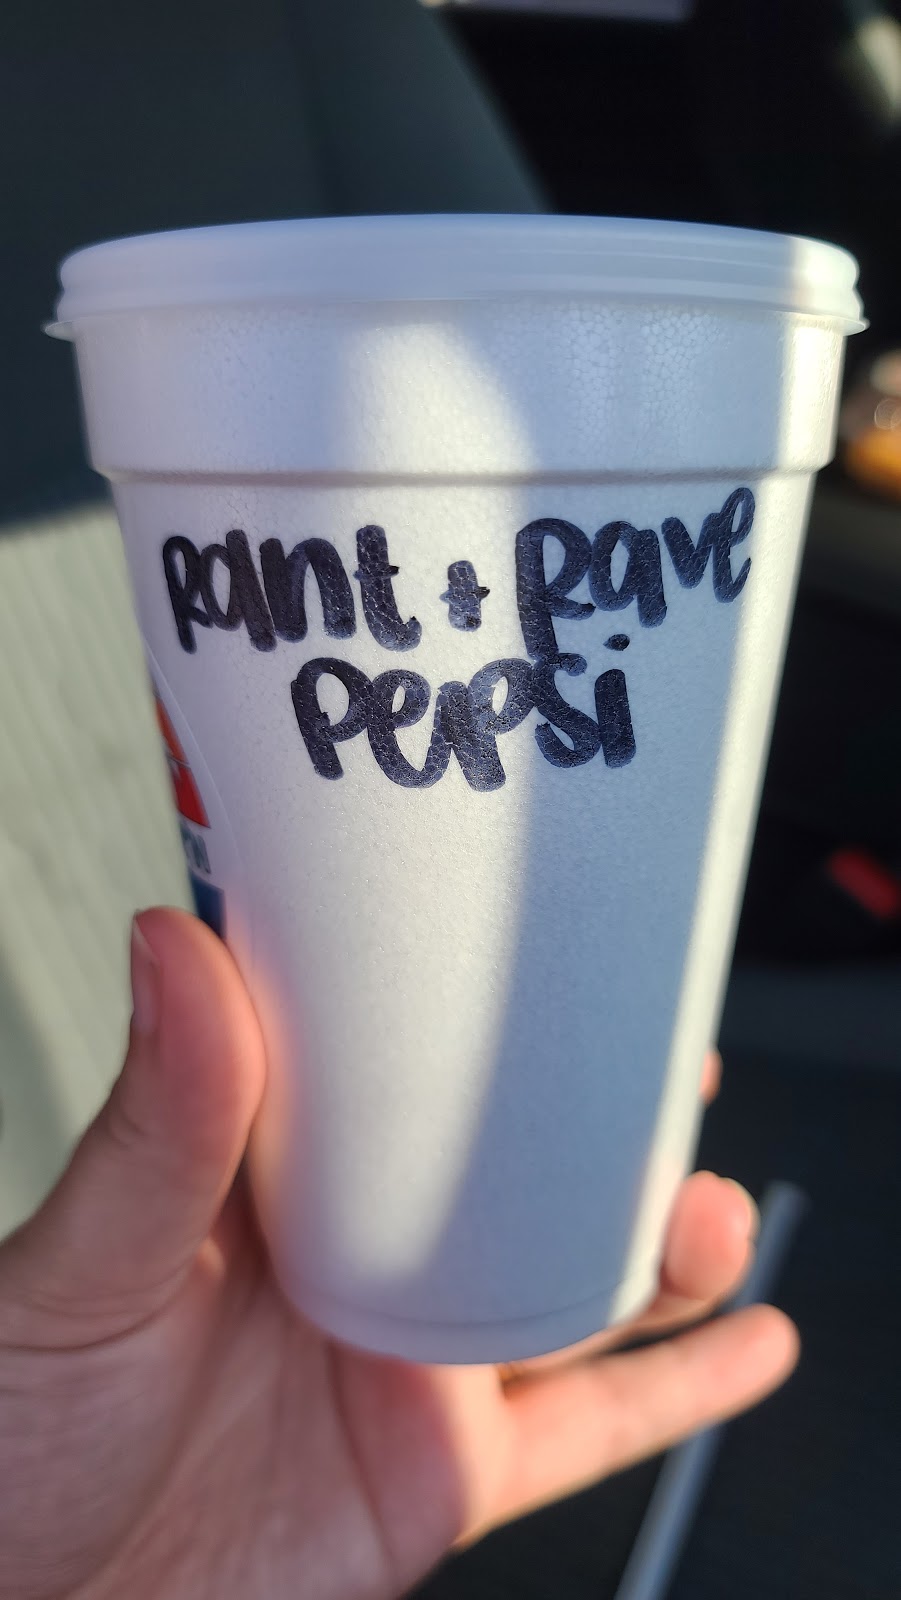 Rant + Rave
Pepsi